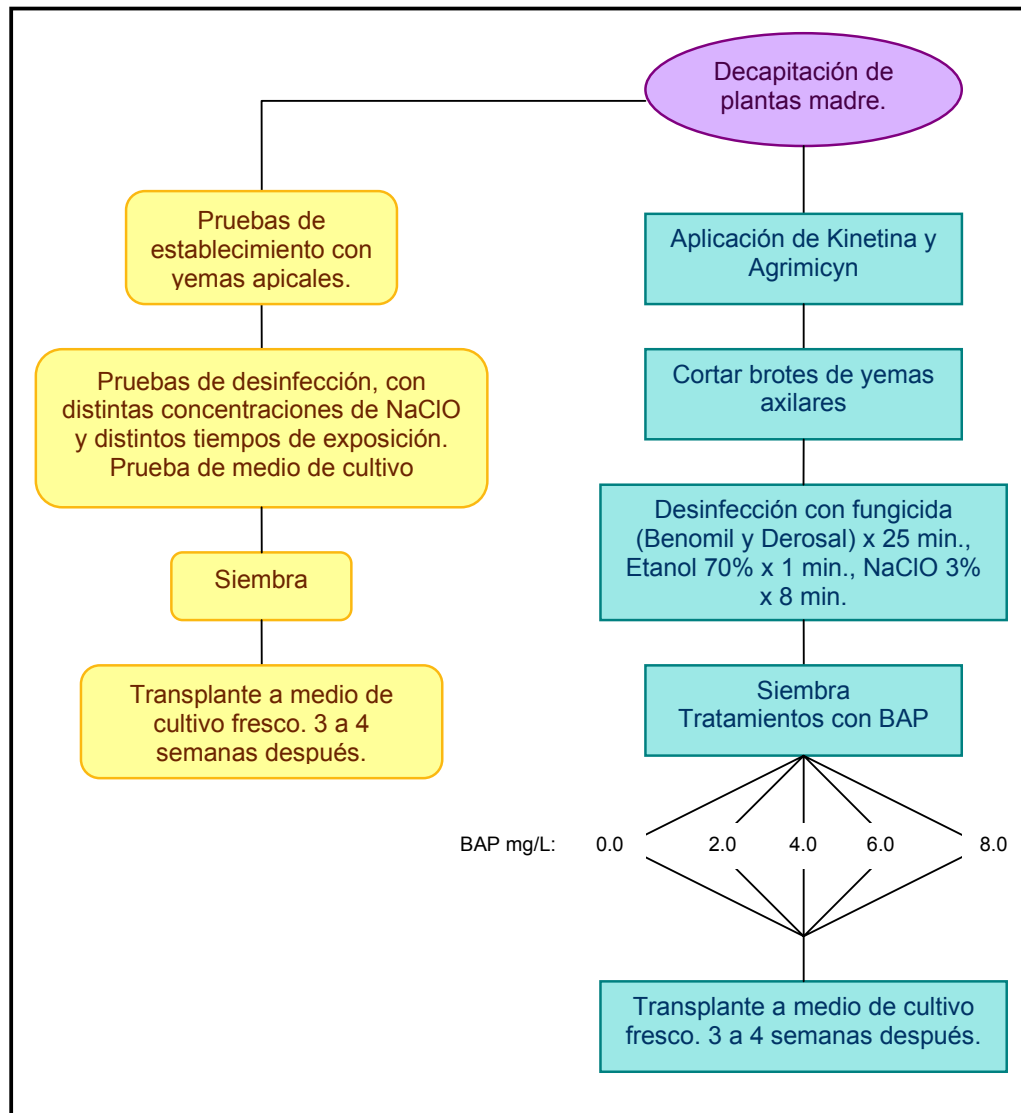 Decapitación de
plantas madre.
Pruebas de
establecimiento con
yemas apicales.
Pruebas de desinfección, con
distintas concentraciones de NaClO
y distintos tiempos de exposición.
Prueba de medio de cultivo
Siembra
Transplante a medio de
cultivo fresco. 3 a 4
semanas después.
Aplicación de Kinetina y
Agrimicyn
Cortar brotes de yemas
axilares
Desinfección con fungicida
(Benomil y Derosal) x 25 min.,
Etanol 70% x 1 min., NaClO 3%
x 8 min.
Siembra
Tratamientos con BAP
BAP mg/L: 0.0 2.0 4.0 6.0 8.0
Transplante a medio de cultivo
fresco. 3 a 4 semanas después.